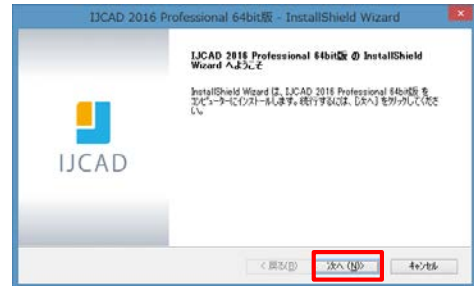 IJCAD 2016 Professional 64bit版 - InstallShield Wizard
IJCAD 2016 Professional 64bit版 の InstallShield
Wizard へようこそ
InstallShield Wizard は、IJCAD 2016 Professional 64bit版 を
コンピューターにインストールします。続行するには、[次へ] をクリックしてくださ
い。
IJCAD
< 戻る(B)
次へ(N)>
キャンセル